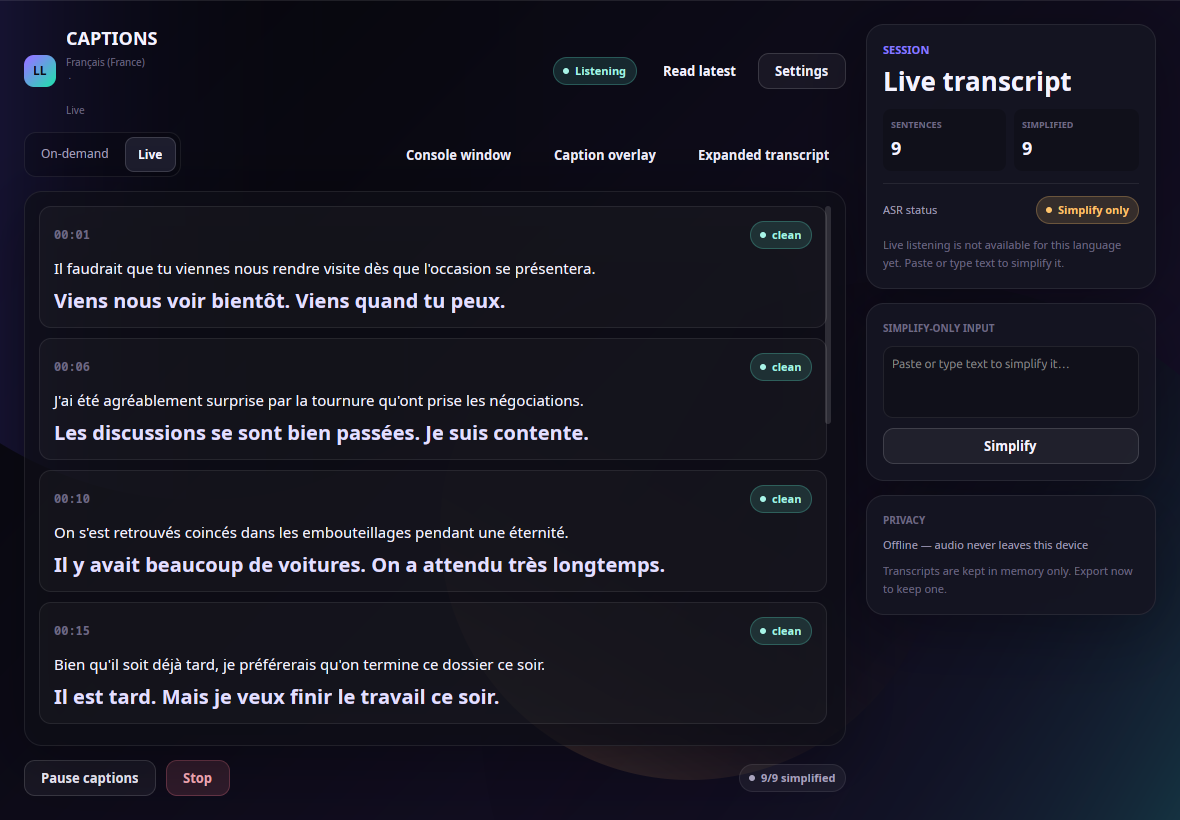 LL
CAPTIONS
Français (France)
·
Live
Listening
Read latest
Settings
On-demand
Live
Console window
Caption overlay
Expanded transcript
00:01
clean
Il faudrait que tu viennes nous rendre visite dès que l'occasion se présentera.
Viens nous voir bientôt. Viens quand tu peux.
00:06
clean
J'ai été agréablement surprise par la tournure qu'ont prise les négociations.
Les discussions se sont bien passées. Je suis contente.
00:10
clean
On s'est retrouvés coincés dans les embouteillages pendant une éternité.
Il y avait beaucoup de voitures. On a attendu très longtemps.
00:15
clean
Bien qu'il soit déjà tard, je préférerais qu'on termine ce dossier ce soir.
Il est tard. Mais je veux finir le travail ce soir.
Pause captions
Stop
9/9 simplified
SESSION
Live transcript
SENTENCES
9
SIMPLIFIED
9
ASR status
Simplify only
Live listening is not available for this language
yet. Paste or type text to simplify it.
SIMPLIFY-ONLY INPUT
Paste or type text to simplify it…
Simplify
PRIVACY
Offline — audio never leaves this device
Transcripts are kept in memory only. Export now
to keep one.